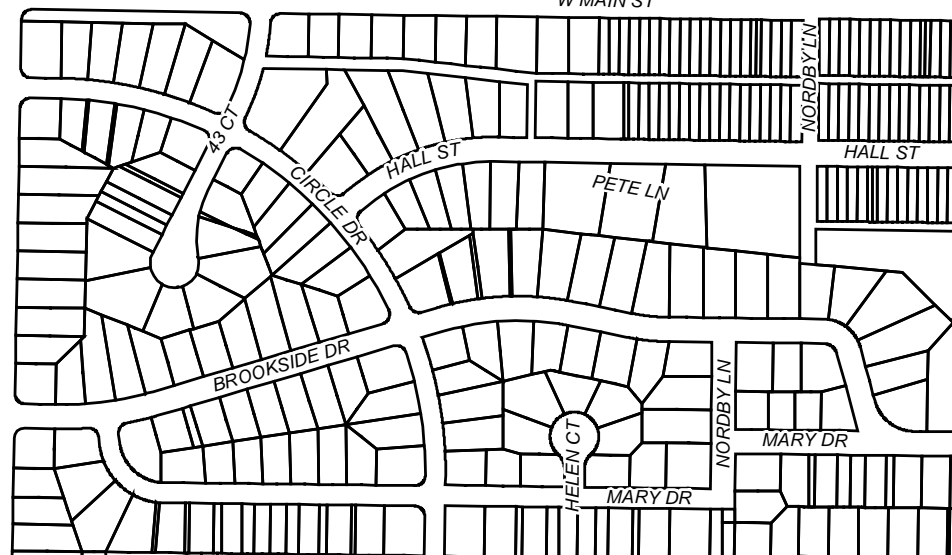 W MAIN ST
NORDBY LN
43 CT
HALL ST
HALL ST
CIRCLE DR
PETE LN
BROOKSIDE DR
NORDBY LN
HELEN CT
MARY DR
MARY DR